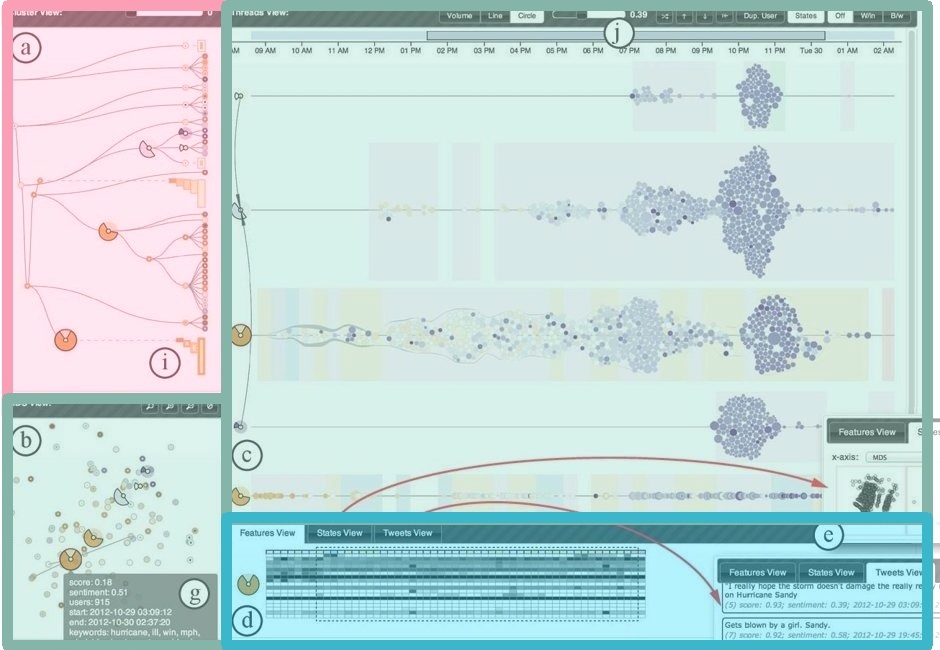 Threads View:
Volume Line Circle 0.39 Dup. User States Off W/in B/w
a
j
09 AM 10 AM 11 AM 12 PM 01 PM 02 PM 03 PM 04 PM 05 PM 06 PM 07 PM 08 PM 09 PM 10 PM 11 PM Tue 30 01 AM 02 AM
i
b
c
Features View
x-axis: MDS
Features View States View Tweets View
e
d
g
score: 0.18
sentiment: 0.51
users: 915
start: 2012-10-29 03:09:12
end: 2012-10-30 02:37:20
keywords: hurricane, ill, win, mph,
Features View States View Tweets View
"I really hope the storm doesn't damage the really
on Hurricane Sandy
(5) score: 0.93; sentiment: 0.39; 2012-10-29 03:09:
Gets blown by a girl. Sandy.
(7) score: 0.92; sentiment: 0.58; 2012-10-29 19:45: